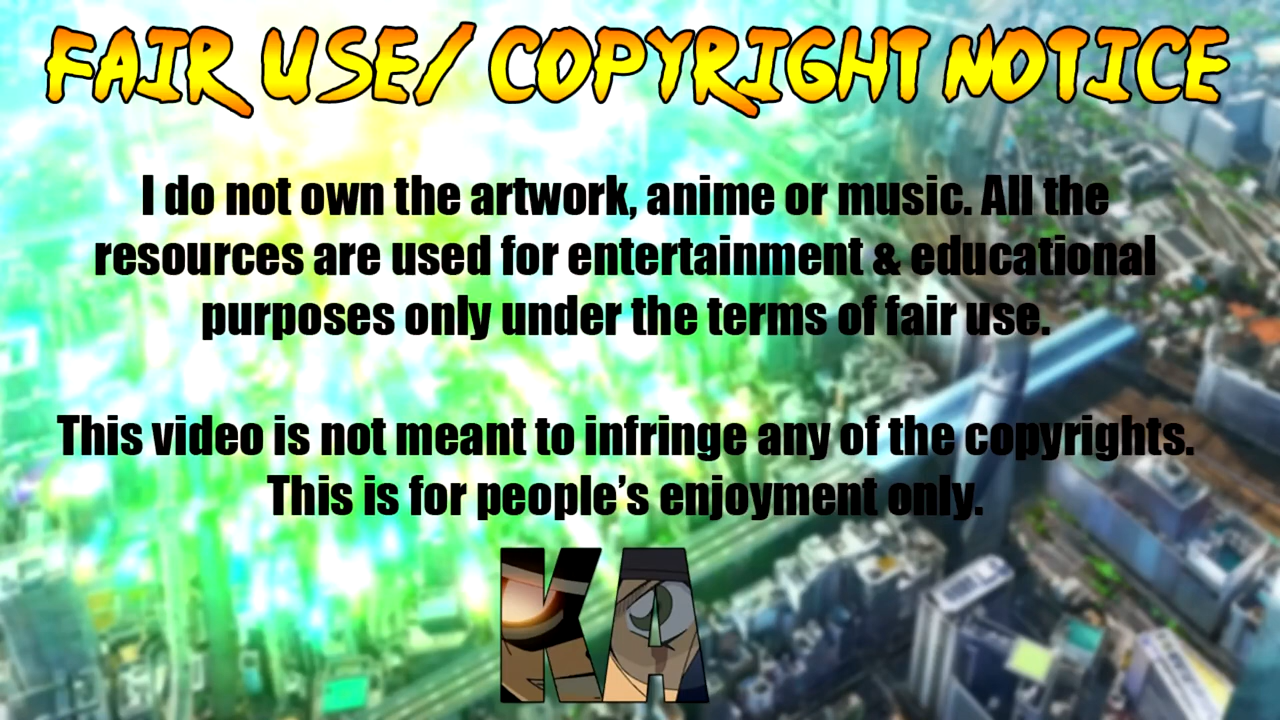 FAIR USE/ COPYRIGHT NOTICE
I do not own the artwork, anime or music. All the
resources are used for entertainment & educational
purposes only under the terms of fair use.
This video is not meant to infringe any of the copyrights.
This is for people’s enjoyment only.
KA